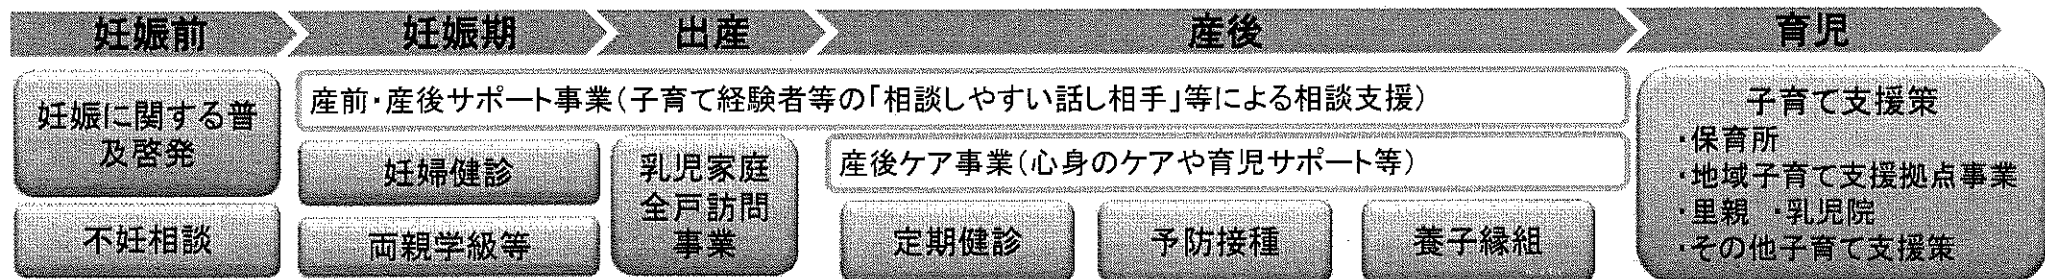 妊娠前
妊娠期
出産
産後
育児
妊娠に関する普
及啓発
不妊相談
産前・産後サポート事業(子育て経験者等の「相談しやすい話し相手」等による相談支援)
妊婦健診
両親学級等
乳児家庭
全戸訪問
事業
産後ケア事業(心身のケアや育児サポート等)
定期健診
予防接種
養子縁組
子育て支援策
・保育所
・地域子育て支援拠点事業
・里親 ・乳児院
・その他子育て支援策